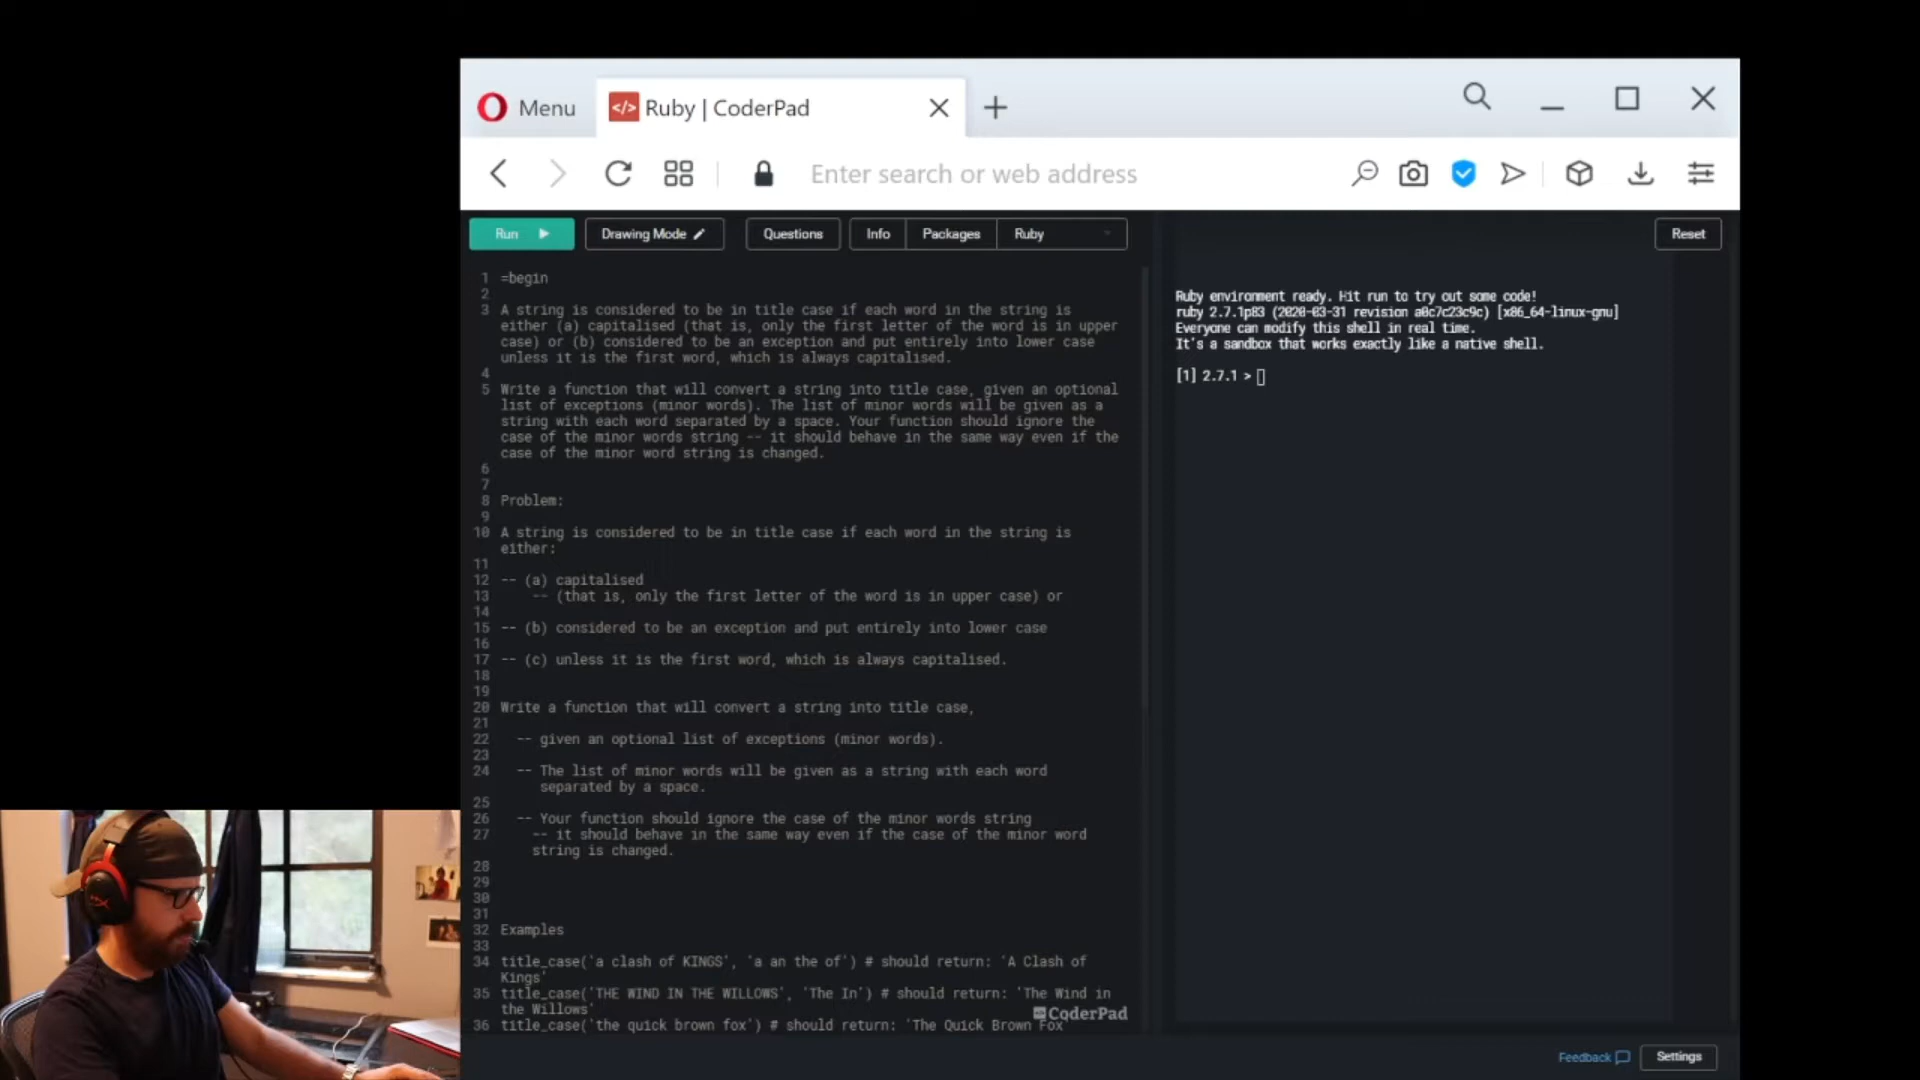 Menu
Ruby | CoderPad
Enter search or web address
Run
Drawing Mode
Questions
Info
Packages
Ruby
Reset
1 =begin
2
3 A string is considered to be in title case if each word in the string is
either (a) capitalised (that is, only the first letter of the word is in upper
case) or (b) considered to be an exception and put entirely into lower case
unless it is the first word, which is always capitalised.
4
5 Write a function that will convert a string into title case, given an optional
list of exceptions (minor words). The list of minor words will be given as a
string with each word separated by a space. Your function should ignore the
case of the minor words string -- it should behave in the same way even if the
case of the minor word string is changed.
6
7
8 Problem:
9
10 A string is considered to be in title case if each word in the string is
either:
11
12 -- (a) capitalised
13 -- (that is, only the first letter of the word is in upper case) or
14
15 -- (b) considered to be an exception and put entirely into lower case
16
17 -- (c) unless it is the first word, which is always capitalised.
18
19
20 Write a function that will convert a string into title case,
21
22 -- given an optional list of exceptions (minor words).
23
24 -- The list of minor words will be given as a string with each word
separated by a space.
25
26 -- Your function should ignore the case of the minor words string
27 -- it should behave in the same way even if the case of the minor word
string is changed.
28
29
30
31
32 Examples
33
34 title_case('a clash of KINGS', 'a an the of') # should return: 'A Clash of
Kings'
35 title_case('THE WIND IN THE WILLOWS', 'The In') # should return: 'The Wind in
the Willows'
36 title_case('the quick brown fox') # should return: 'The Quick Brown Fox'
CoderPad
Ruby environment ready. Hit run to try out some code!
ruby 2.7.1p83 (2020-03-31 revision a0c7c23c9c) [x86_64-linux-gnu]
Everyone can modify this shell in real time.
It's a sandbox that works exactly like a native shell.
[1] 2.7.1 >
Feedback
Settings